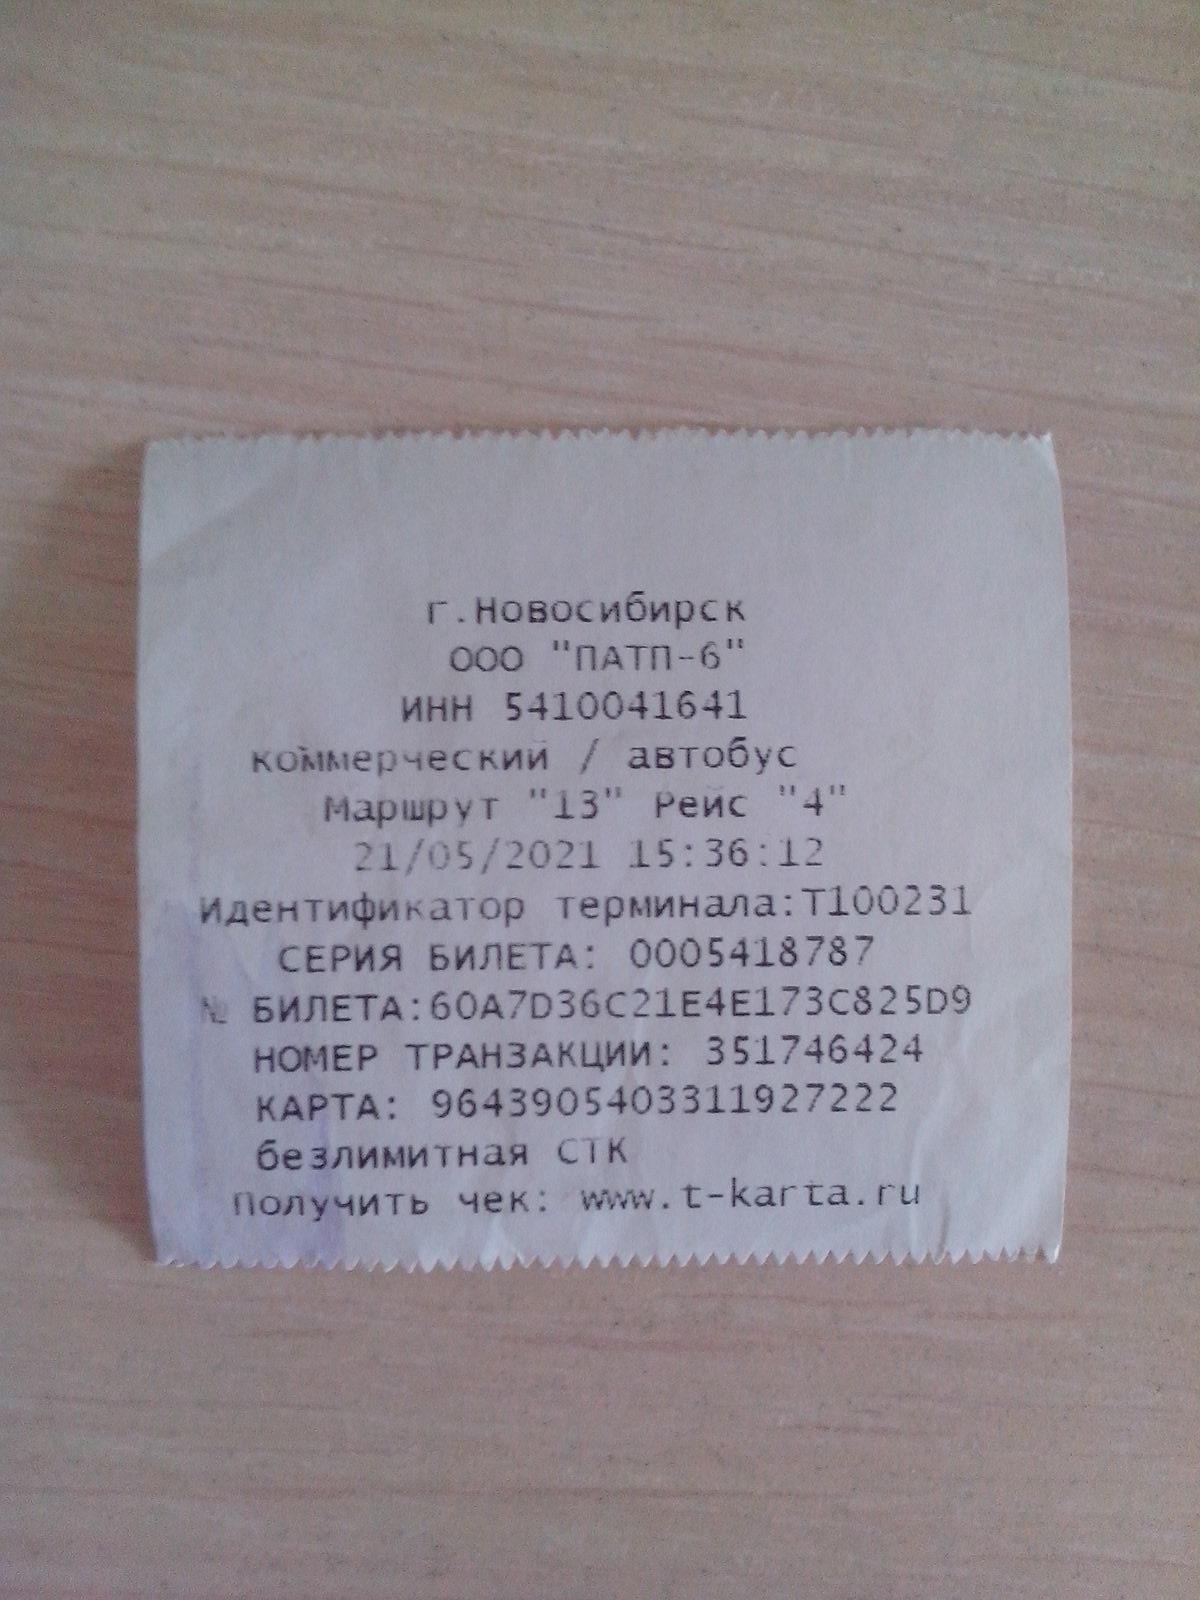 г.Новосибирск
ООО "ПАТП-6"
ИНН 5410041641
коммерческий / автобус
Маршрут "13" Рейс "4"
21/05/2021 15:36:12
Идентификатор терминала:T100231
СЕРИЯ БИЛЕТА: 0005418787
№ БИЛЕТА:60A7D36C21E4E173C825D9
НОМЕР ТРАНЗАКЦИИ: 351746424
КАРТА: 9643905403311927222
безлимитная СТК
Получить чек: www.t-karta.ru